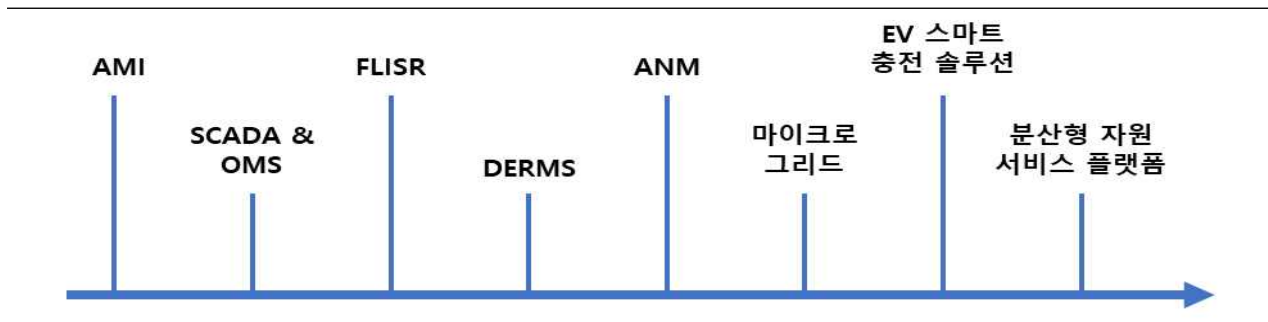 AMI
SCADA &
OMS
FLISR
DERMS
ANM
마이크로
그리드
EV 스마트
충전 솔루션
분산형 자원
서비스 플랫폼